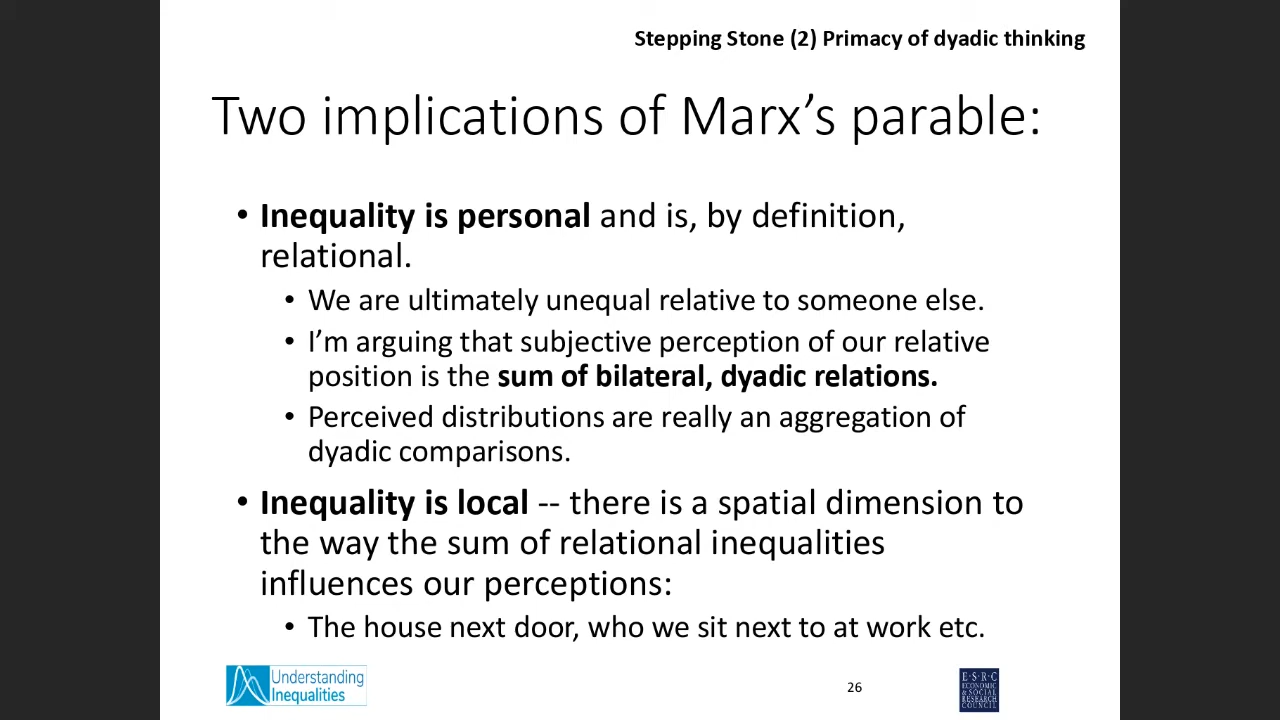 Stepping Stone (2) Primacy of dyadic thinking
Two implications of Marx’s parable:
• Inequality is personal and is, by definition,
relational.
• We are ultimately unequal relative to someone else.
• I’m arguing that subjective perception of our relative
position is the sum of bilateral, dyadic relations.
• Perceived distributions are really an aggregation of
dyadic comparisons.
• Inequality is local -- there is a spatial dimension to
the way the sum of relational inequalities
influences our perceptions:
• The house next door, who we sit next to at work etc.
Understanding
Inequalities
26
E·S·R·C
ECONOMIC
& SOCIAL
RESEARCH
COUNCIL